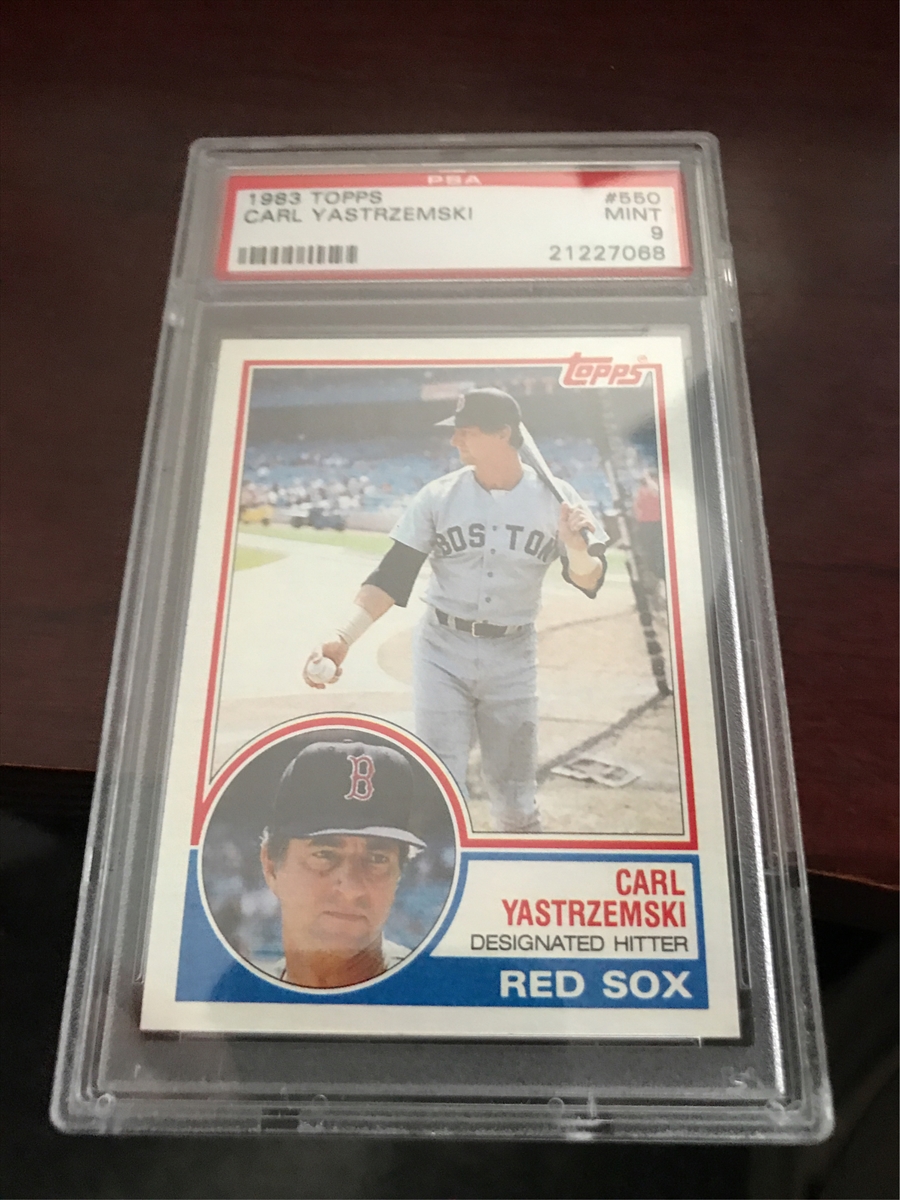 PSA
1983 TOPPS #550
CARL YASTRZEMSKI MINT
9
21227068
topps
B
BOSTON
B
CARL
YASTRZEMSKI
DESIGNATED HITTER
RED SOX